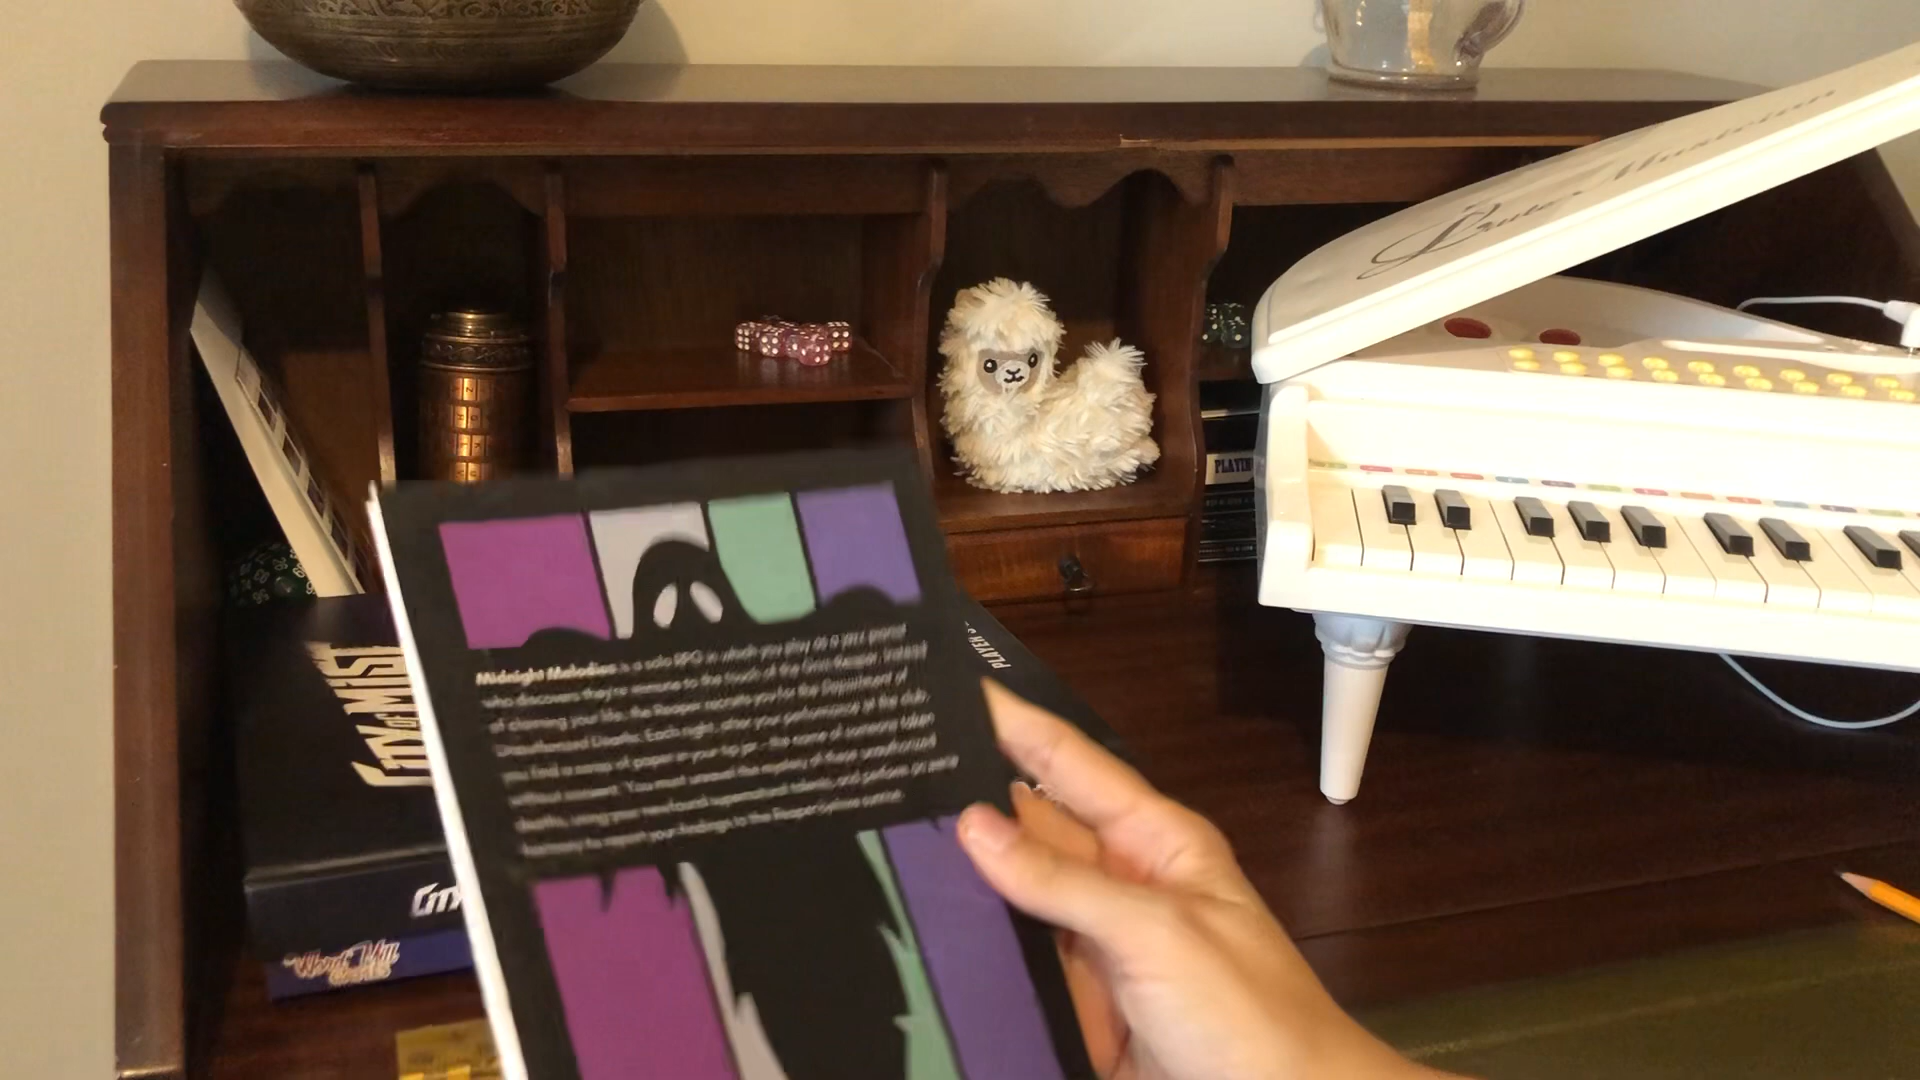 Little Musician
PLAYIN
PLAYER'S
CITY of MIST
CITY
Midnight Melodies is a solo RPG in which you play as a jazz pianist
who discovers they're immune to the touch of the Grim Reaper. Instead
of claiming your life, the Reaper recruits you for the Department of
Unauthorized Deaths. Each night, after your performance at the club,
you find a scrap of paper in your tip jar - the name of someone taken
without consent. You must unravel the mystery of these unauthorized
deaths, using your newfound supernatural talents, and perform an eerie
harmony to report your findings to the Reaper before sunrise.